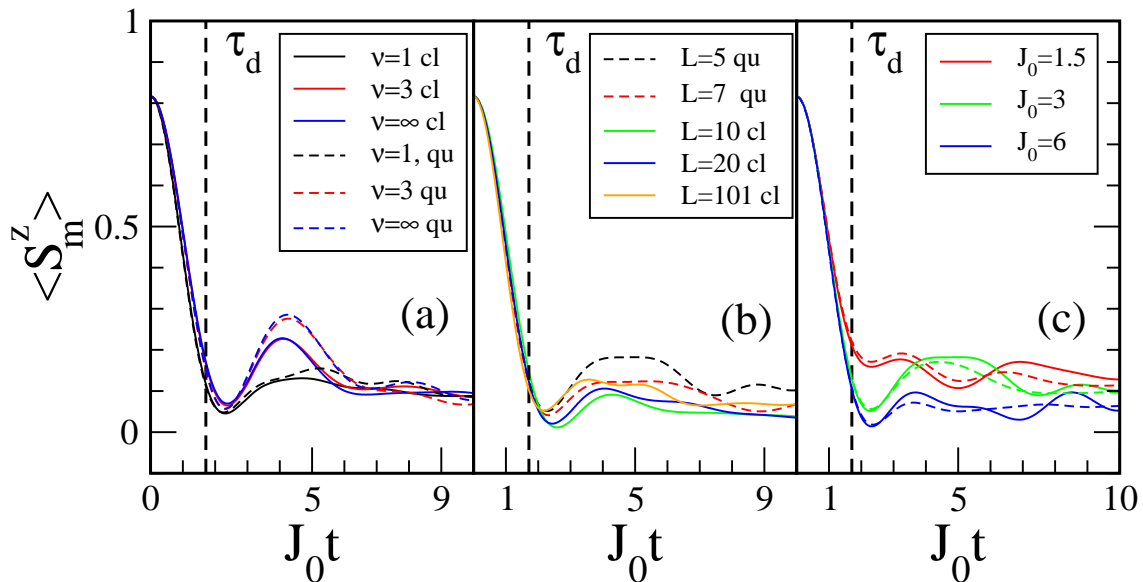 1
0.5
0
<S_m^z>
τ_d
ν=1 cl
ν=3 cl
ν=∞ cl
ν=1, qu
ν=3 qu
ν=∞ qu
(a)
0 5 9
J_0t
τ_d
L=5 qu
L=7 qu
L=10 cl
L=20 cl
L=101 cl
(b)
1 5 9
J_0t
τ_d
J_0=1.5
J_0=3
J_0=6
(c)
1 5 10
J_0t